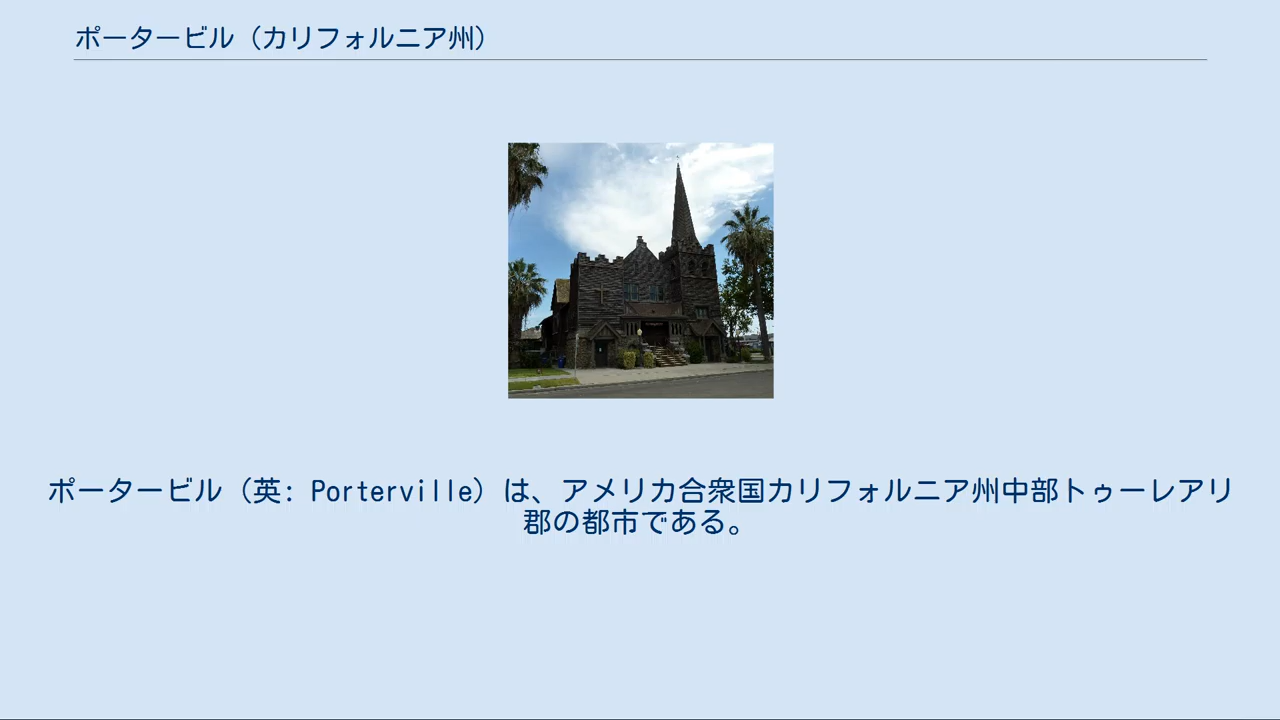 ポータービル（カリフォルニア州）
ポータービル（英: Porterville）は、アメリカ合衆国カリフォルニア州中部トゥーレアリ
郡の都市である。